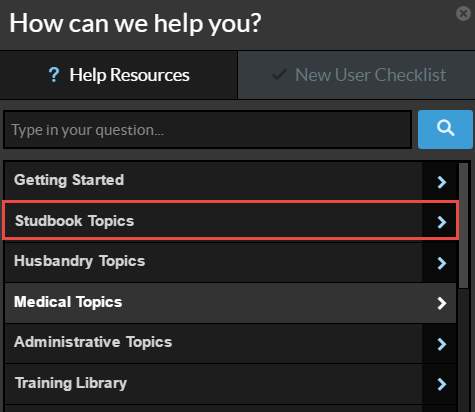 How can we help you?
? Help Resources
New User Checklist
Type in your question...
Getting Started
Studbook Topics
Husbandry Topics
Medical Topics
Administrative Topics
Training Library